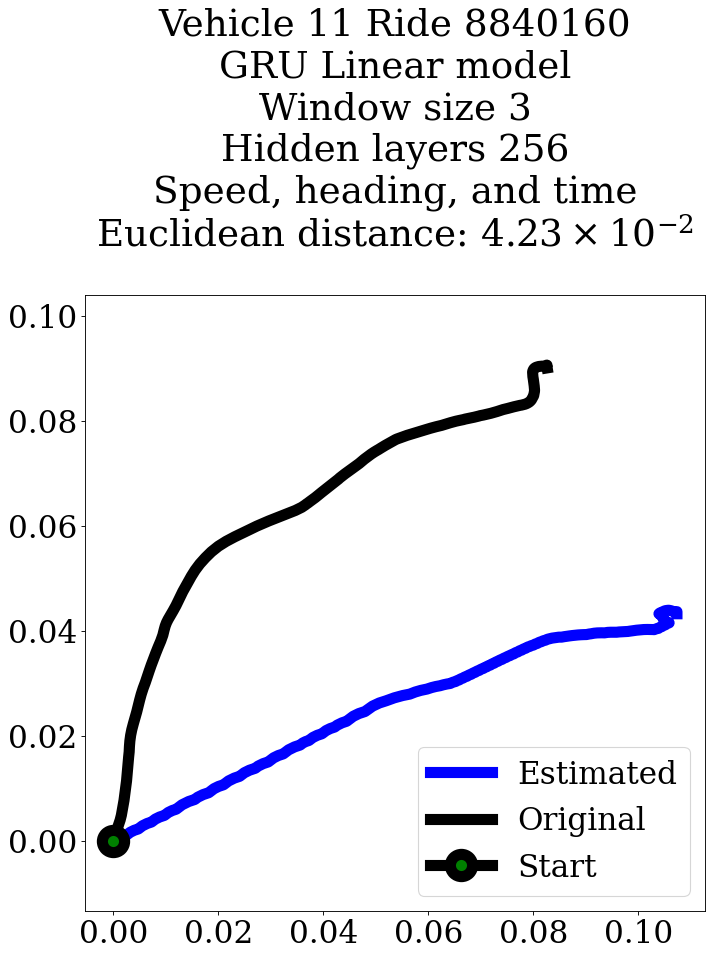 Vehicle 11 Ride 8840160
GRU Linear model
Window size 3
Hidden layers 256
Speed, heading, and time
Euclidean distance: 4.23 × 10⁻²
0.10
0.08
0.06
0.04
0.02
0.00
Estimated
Original
Start
0.00 0.02 0.04 0.06 0.08 0.10